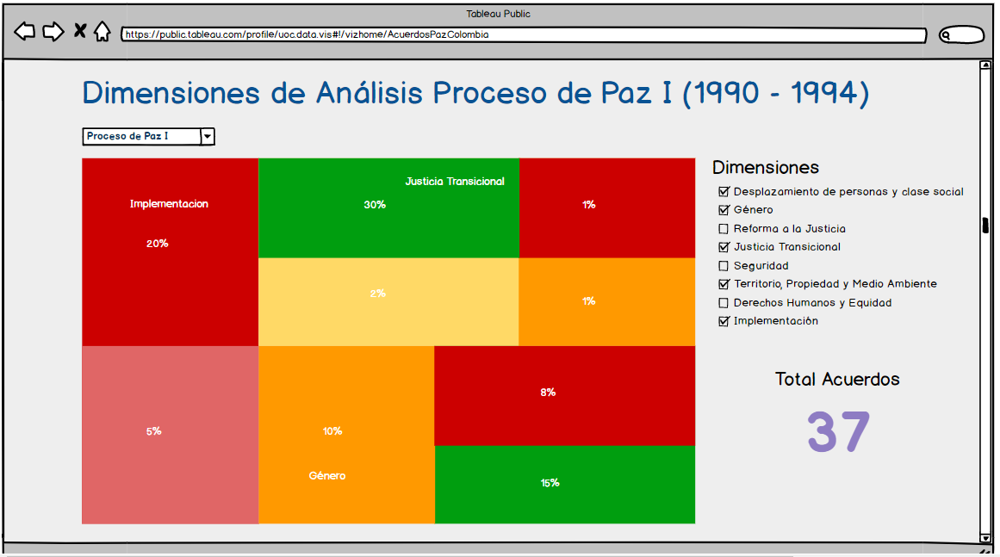 Tableau Public
https://public.tableau.com/profile/uoc.data.vis#!/vizhome/AcuerdosPazColombia
Dimensiones de Análisis Proceso de Paz I (1990 - 1994)
Proceso de Paz I
Implementacion
20%
Justicia Transicional
30%
1%
2%
1%
5%
10%
Género
8%
15%
Dimensiones
Desplazamiento de personas y clase social
Género
Reforma a la Justicia
Justicia Transicional
Seguridad
Territorio, Propiedad y Medio Ambiente
Derechos Humanos y Equidad
Implementación
Total Acuerdos
37